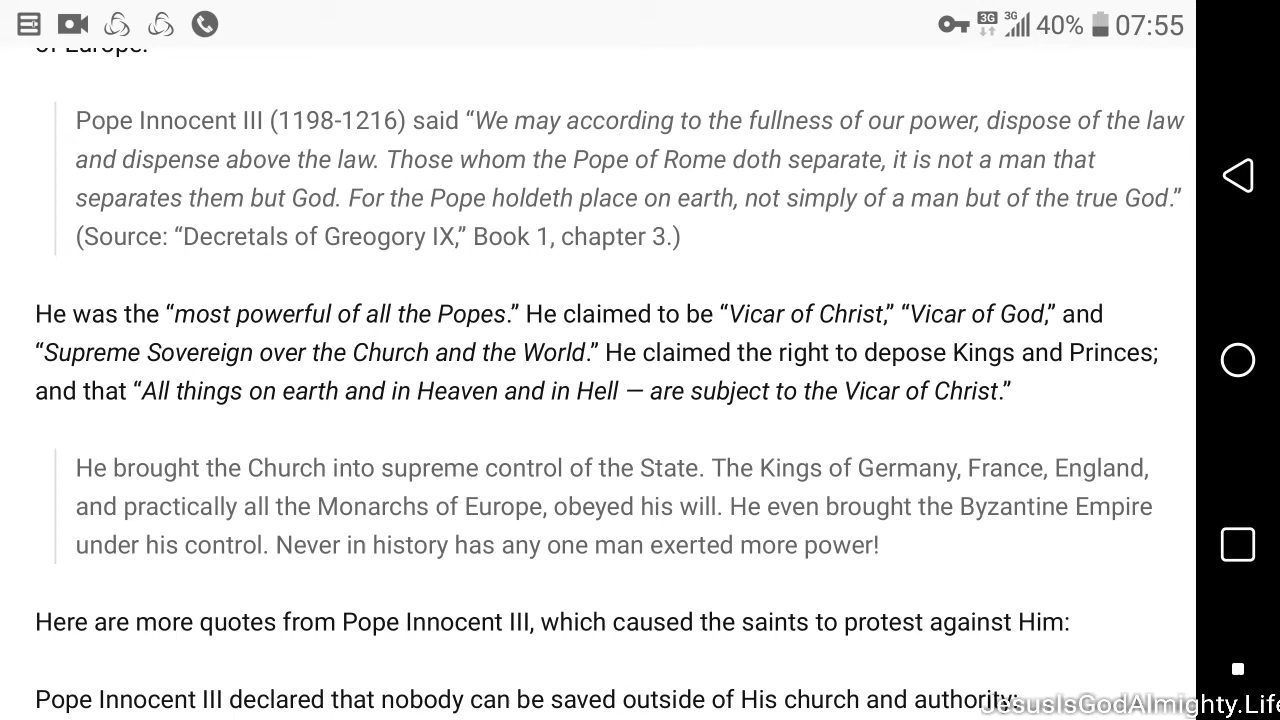 3G 3G 40% 07:55
of Europe.
Pope Innocent III (1198-1216) said “We may according to the fullness of our power, dispose of the law
and dispense above the law. Those whom the Pope of Rome doth separate, it is not a man that
separates them but God. For the Pope holdeth place on earth, not simply of a man but of the true God.”
(Source: “Decretals of Greogory IX,” Book 1, chapter 3.)
He was the “most powerful of all the Popes.” He claimed to be “Vicar of Christ,” “Vicar of God,” and
“Supreme Sovereign over the Church and the World.” He claimed the right to depose Kings and Princes;
and that “All things on earth and in Heaven and in Hell — are subject to the Vicar of Christ.”
He brought the Church into supreme control of the State. The Kings of Germany, France, England,
and practically all the Monarchs of Europe, obeyed his will. He even brought the Byzantine Empire
under his control. Never in history has any one man exerted more power!
Here are more quotes from Pope Innocent III, which caused the saints to protest against Him:
Pope Innocent III declared that nobody can be saved outside of His church and authority:
JesusIsGodAlmighty.Life